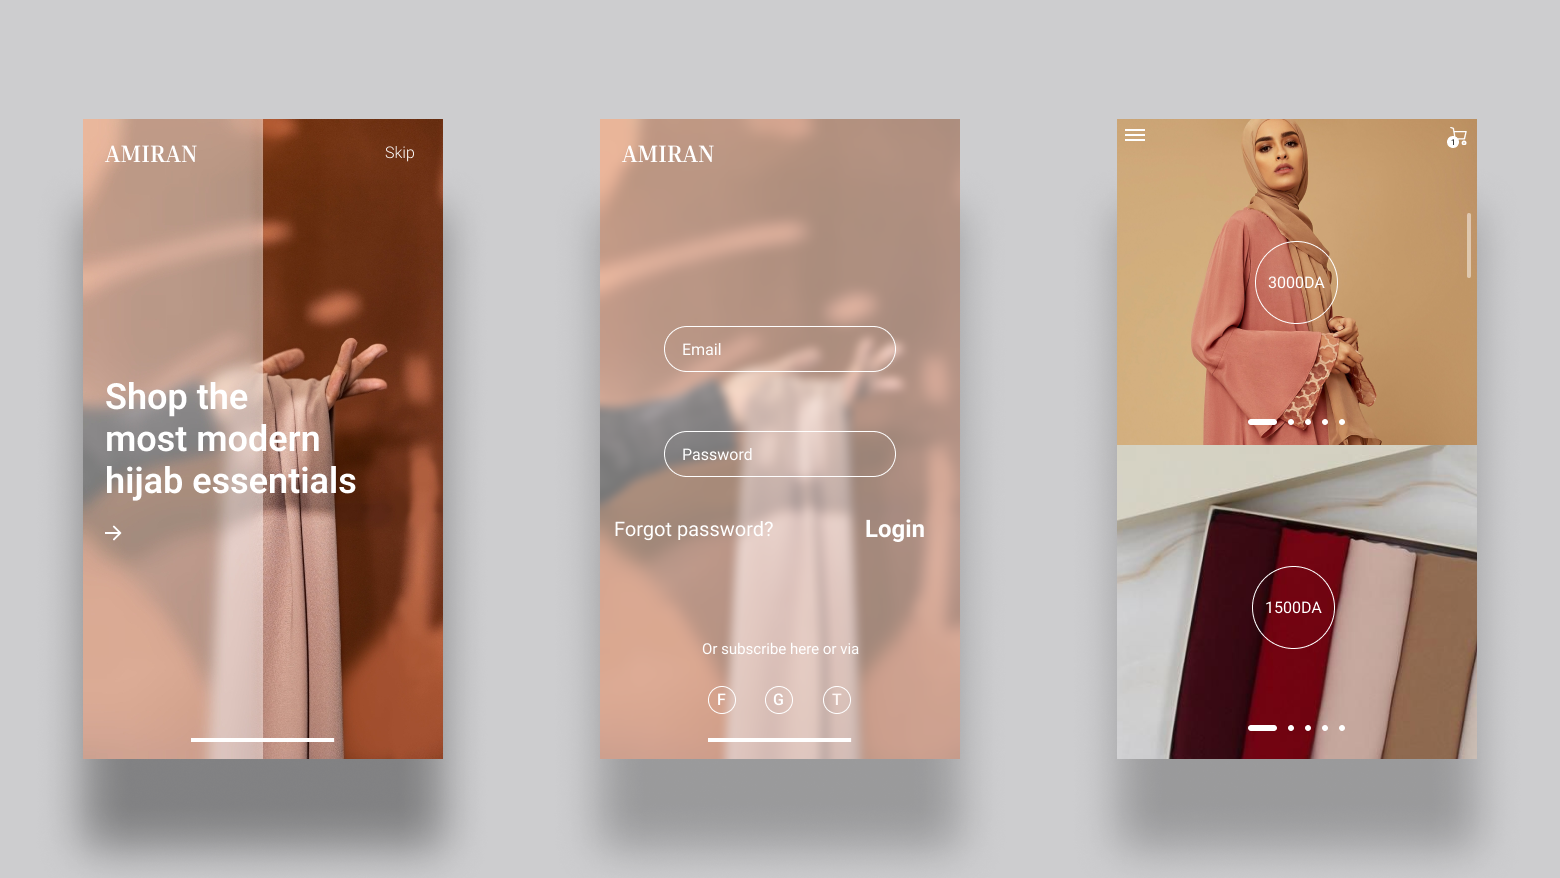 AMIRAN
Skip
Shop the
most modern
hijab essentials
AMIRAN
Email
Password
Forgot password?
Login
Or subscribe here or via
F
G
T
1
3000DA
1500DA